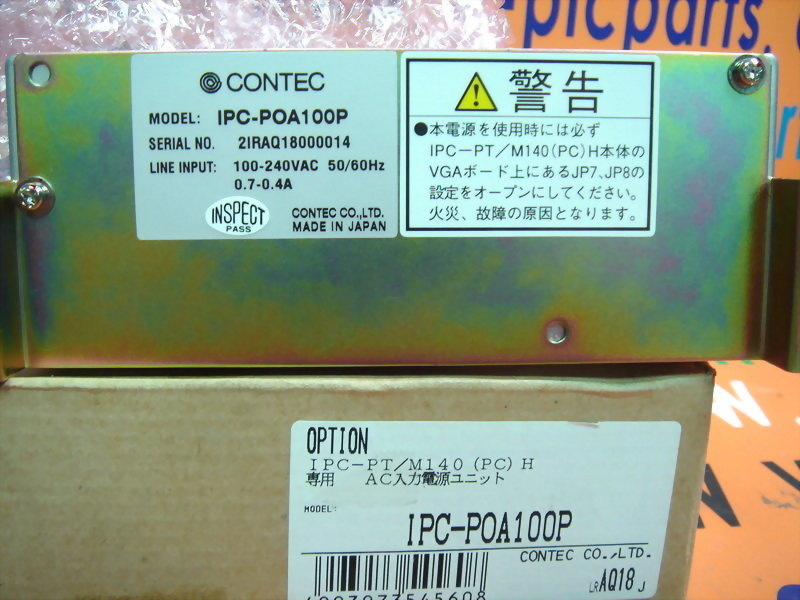 plcparts.
CONTEC
MODEL: IPC-POA100P
SERIAL NO. 2IRAQ18000014
LINE INPUT: 100-240VAC 50/60Hz
0.7-0.4A
INSPECT
PASS
CONTEC CO.,LTD.
MADE IN JAPAN
警告
●本電源を使用時には必ず
IPC-PT/M140(PC)H本体の
VGAボード上にあるJP7、JP8の
設定をオープンにしてください。
火災、故障の原因となります。
OPTION
IPC-PT/M140(PC)H
専用 AC入力電源ユニット
MODEL:
IPC-POA100P
CONTEC CO.,LTD.
LR AQ18 J